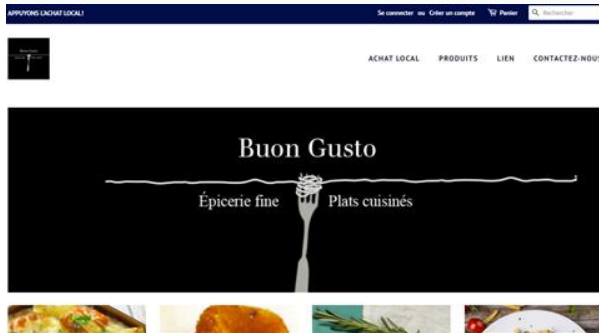 APPUYONS L'ACHAT LOCAL!
Se connecter ou Créer un compte Panier Rechercher
ACHAT LOCAL PRODUITS LIEN CONTACTEZ-NOUS
Buon Gusto
Épicerie fine Plats cuisinés